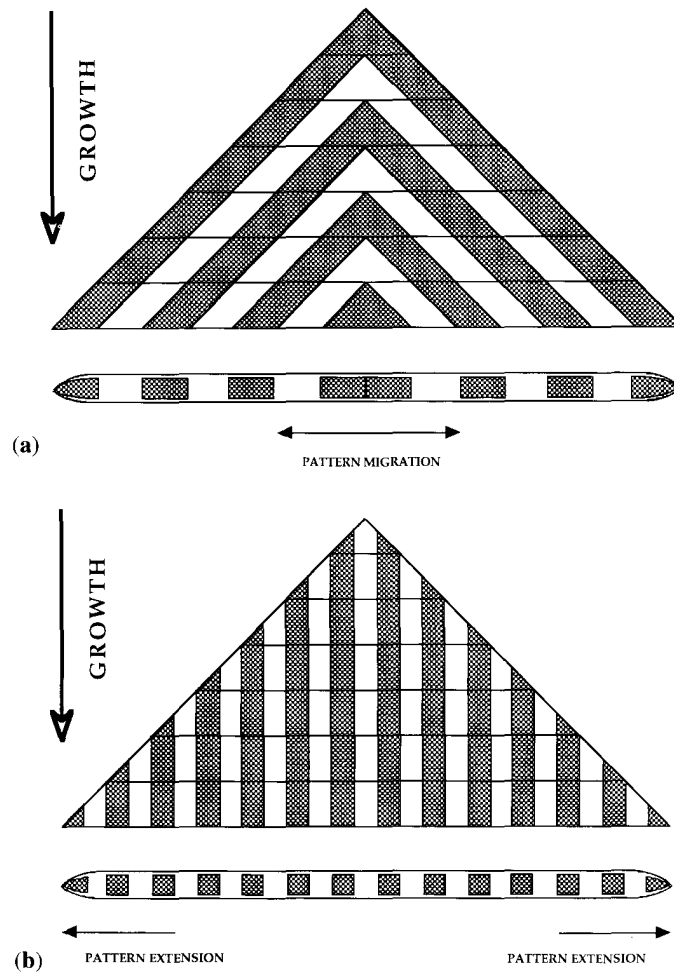 GROWTH
(a)
PATTERN MIGRATION
GROWTH
(b)
PATTERN EXTENSION
PATTERN EXTENSION